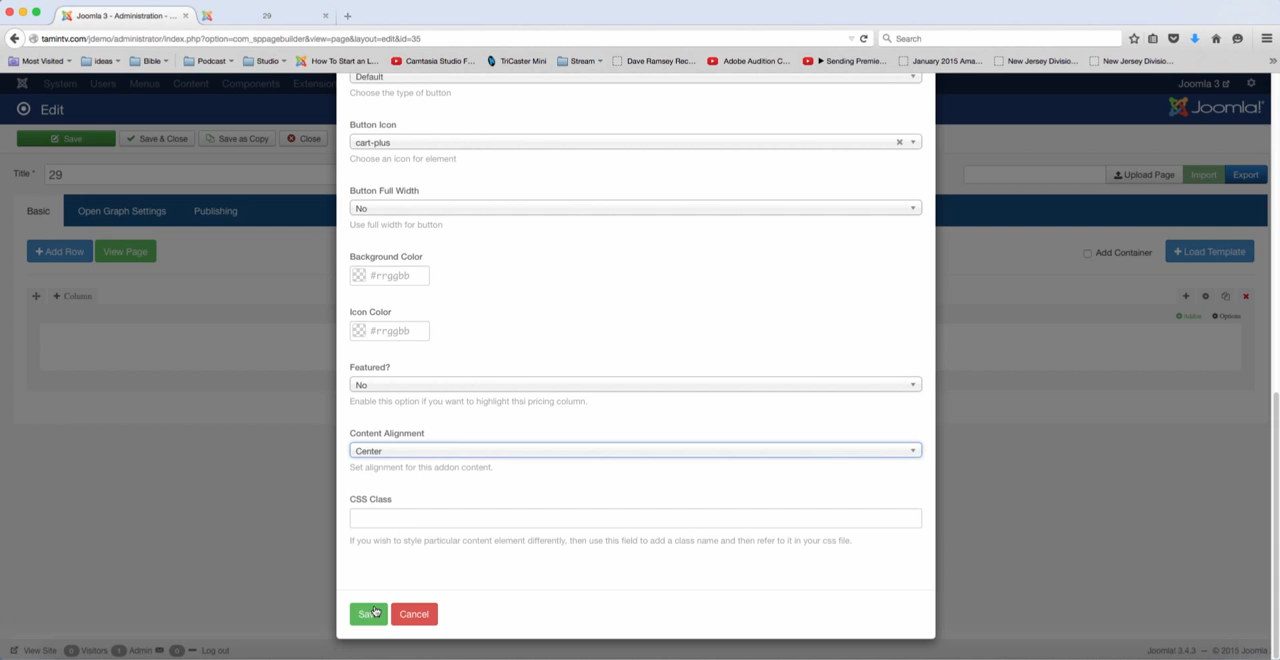 Joomla 3 - Administration - ...
29
tamintv.com/jdemo/administrator/index.php?option=com_sppagebuilder&view=page&layout=edit&id=35
Search
Most Visited
ideas
Bible
Podcast
Studio
How To Start an L...
Camtasia Studio F...
TriCaster Mini
Stream
Dave Ramsey Rec...
Adobe Audition C...
▶ Sending Premie...
January 2015 Ama...
New Jersey Divisio...
New Jersey Divisio...
System Users Menus Content Components Extension
Joomla 3
Edit
Joomla!
Save
Save & Close
Save as Copy
Close
Title * 29
Upload Page
Import
Export
Basic
Open Graph Settings
Publishing
+ Add Row
View Page
Add Container
+ Load Template
+ Column
Addon
Options
Default
Choose the type of button
Button Icon
cart-plus
Choose an icon for element
Button Full Width
No
Use full width for button
Background Color
#rrggbb
Icon Color
#rrggbb
Featured?
No
Enable this option if you want to highlight thsi pricing column.
Content Alignment
Center
Set alignment for this addon content.
CSS Class
If you wish to style particular content element differently, then use this field to add a class name and then refer to it in your css file.
Save
Cancel
View Site
0 Visitors
1 Admin
0
Log out
Joomla! 3.4.3 — © 2015 Joomla